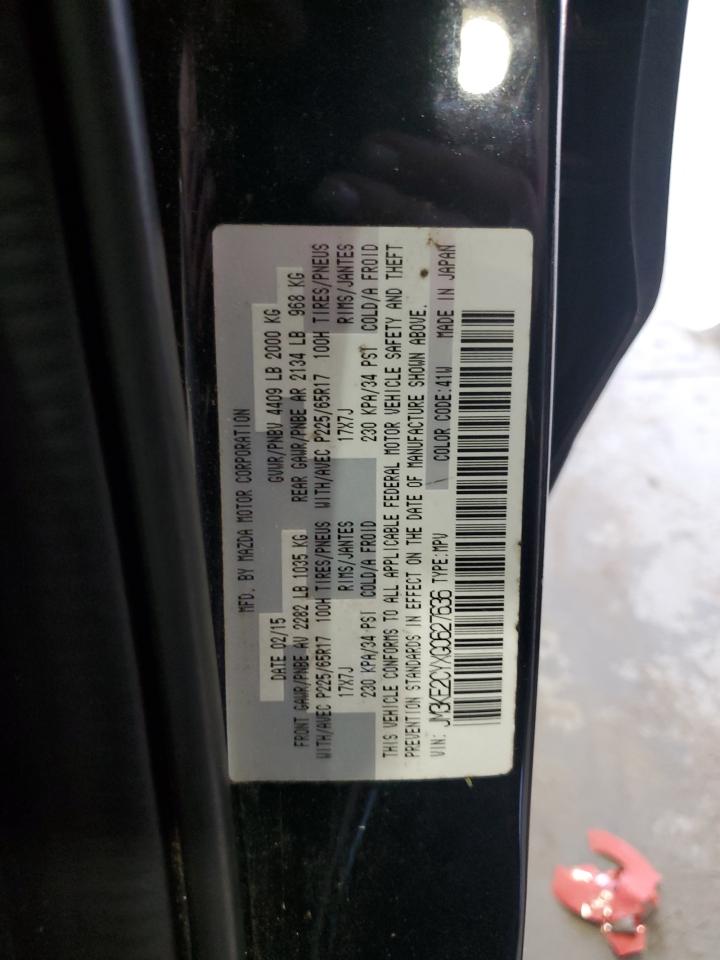 MFD. BY MAZDA MOTOR CORPORATION
DATE 02/15 GVWR/PNBV 4409 LB 2000 KG
FRONT GAWR/PNBE AV 2282 LB 1035 KG REAR GAWR/PNBE AR 2134 LB 968 KG
WITH/AVEC P225/65R17 100H TIRES/PNEUS WITH/AVEC P225/65R17 100H TIRES/PNEUS
17X7J RIMS/JANTES 17X7J RIMS/JANTES
230 KPA/34 PSI COLD/A FROID 230 KPA/34 PSI COLD/A FROID
THIS VEHICLE CONFORMS TO ALL APPLICABLE FEDERAL MOTOR VEHICLE SAFETY AND THEFT
PREVENTION STANDARDS IN EFFECT ON THE DATE OF MANUFACTURE SHOWN ABOVE.
VIN: JM3KE2CYXG0627636 TYPE:MPV COLOR CODE:41W MADE IN JAPAN